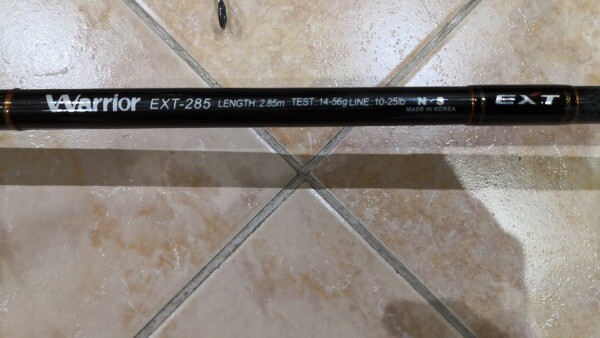 Warrior EXT-285 LENGTH: 2.85m TEST: 14-56g LINE: 10-25lb N·S EXT
MADE IN KOREA